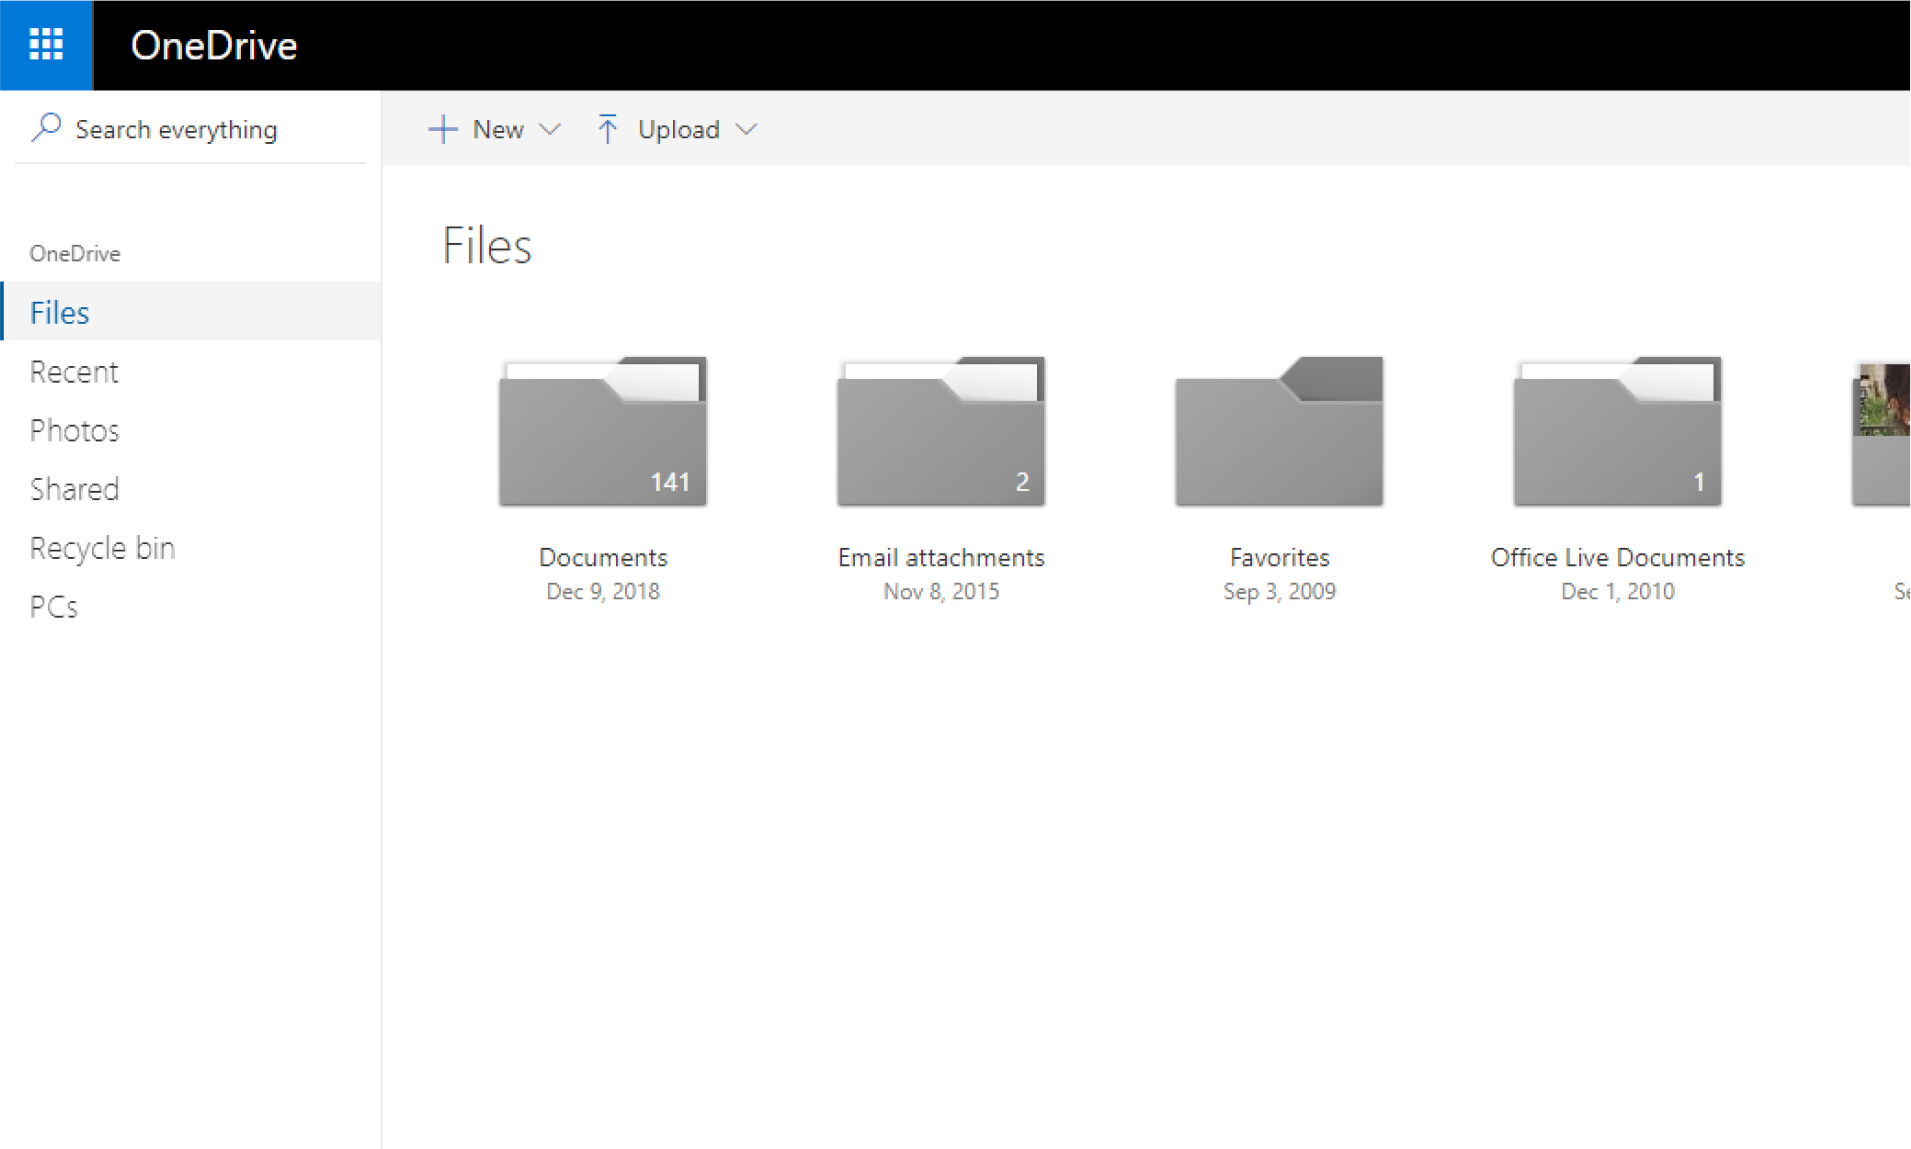 OneDrive
Search everything
New
Upload
OneDrive
Files
Recent
Photos
Shared
Recycle bin
PCs
Files
141
2
1
Documents
Email attachments
Favorites
Office Live Documents
Dec 9, 2018
Nov 8, 2015
Sep 3, 2009
Dec 1, 2010